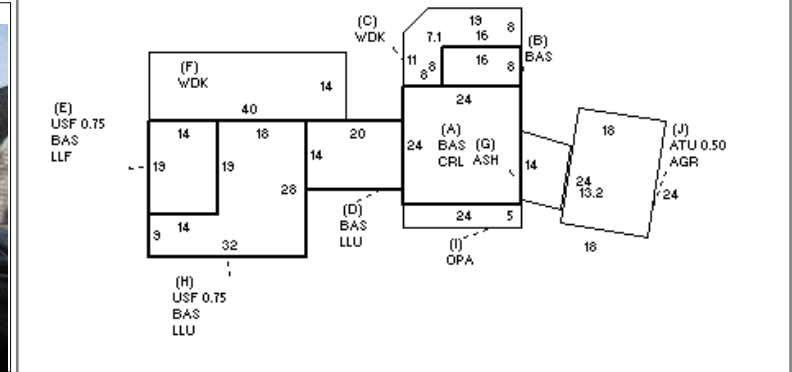 (C)
WDK
19
8
7.1
16
(B)
BAS
11
8
8
16
8
(F)
WDK
14
40
24
(E)
USF 0.75
BAS
LLF
14
18
20
19
19
14
28
14
9
32
(H)
USF 0.75
BAS
LLU
(D)
BAS
LLU
24
(A)
BAS
CRL
(G)
ASH
24
5
(I)
OPA
14
18
24
13.2
(J)
ATU 0.50
AGR
24
18